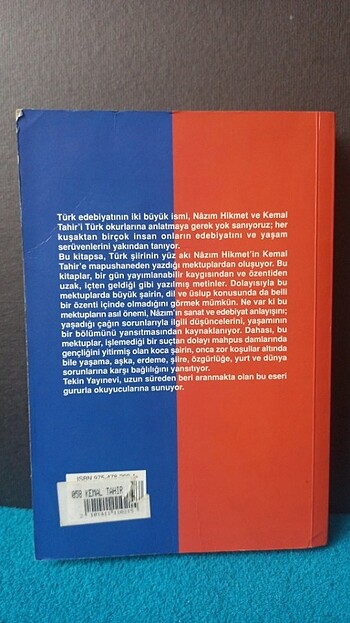 Türk edebiyatının iki büyük ismi, Nâzım Hikmet ve Kemal
Tahir'i Türk okurlarına anlatmaya gerek yok sanıyoruz; her
kuşaktan birçok insan onların edebiyatını ve yaşam
serüvenlerini yakından tanıyor.
Bu kitapsa, Türk şiirinin yüz akı Nâzım Hikmet'in Kemal
Tahir'e mapushaneden yazdığı mektuplardan oluşuyor. Bu
kitaplar, bir gün yayımlanabilir kaygısından ve özentiden
uzak, içten geldiği gibi yazılmış metinler. Dolayısıyla bu
mektuplarda büyük şairin, dil ve üslup konusunda da belli
bir özenti içinde olmadığını görmek mümkün. Ne var ki bu
mektupların asıl önemi, Nâzım'ın sanat ve edebiyat anlayışını;
yaşadığı çağın sorunlarıyla ilgili düşüncelerini, yaşamının
bir bölümünü yansıtmasından kaynaklanıyor. Dahası, bu
mektuplar, işlemediği bir suçtan dolayı mahpus damlarında
gençliğini yitirmiş olan koca şairin, onca zor koşullar altında
bile yaşama, aşka, erdeme, şiire, özgürlüğe, yurt ve dünya
sorunlarına karşı bağlılığını yansıtıyor.
Tekin Yayınevi, uzun süreden beri aranmakta olan bu eseri
gururla okuyucularına sunuyor.
ISBN 975-478
058 KEMAL TAHIR